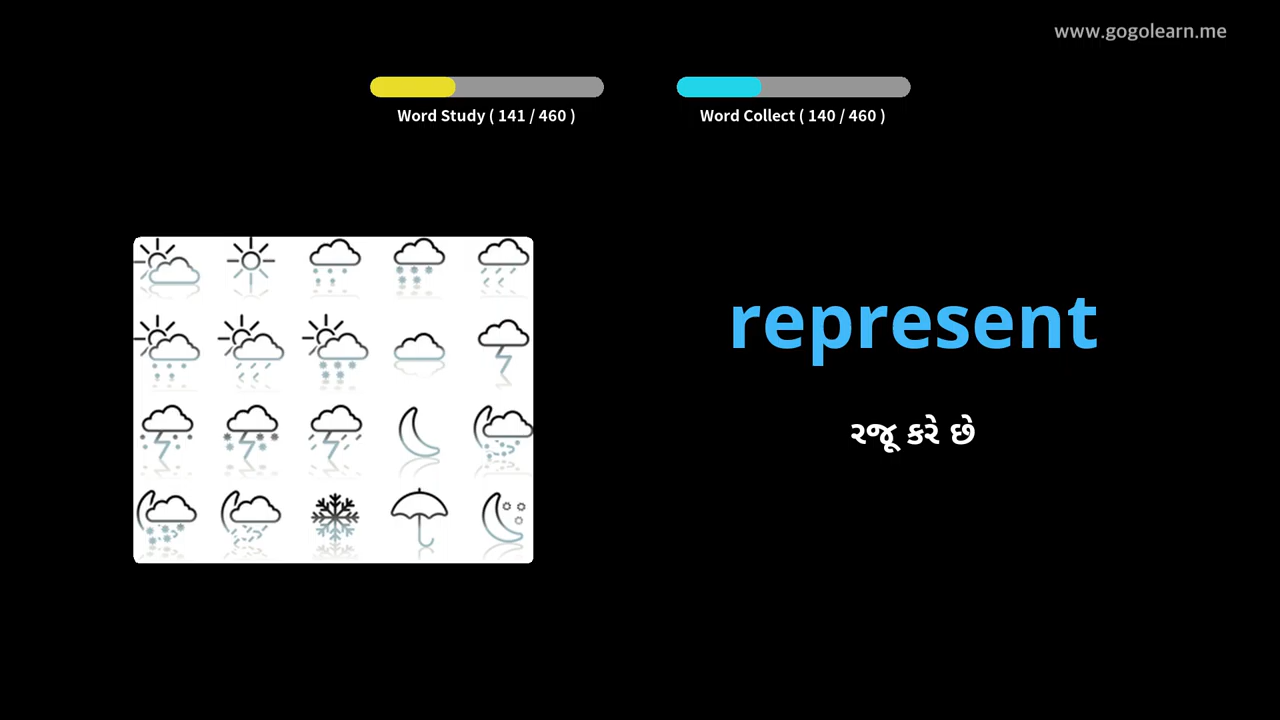 www.gogolearn.me
Word Study ( 141 / 460 )
Word Collect ( 140 / 460 )
represent
રજૂ કરે છે